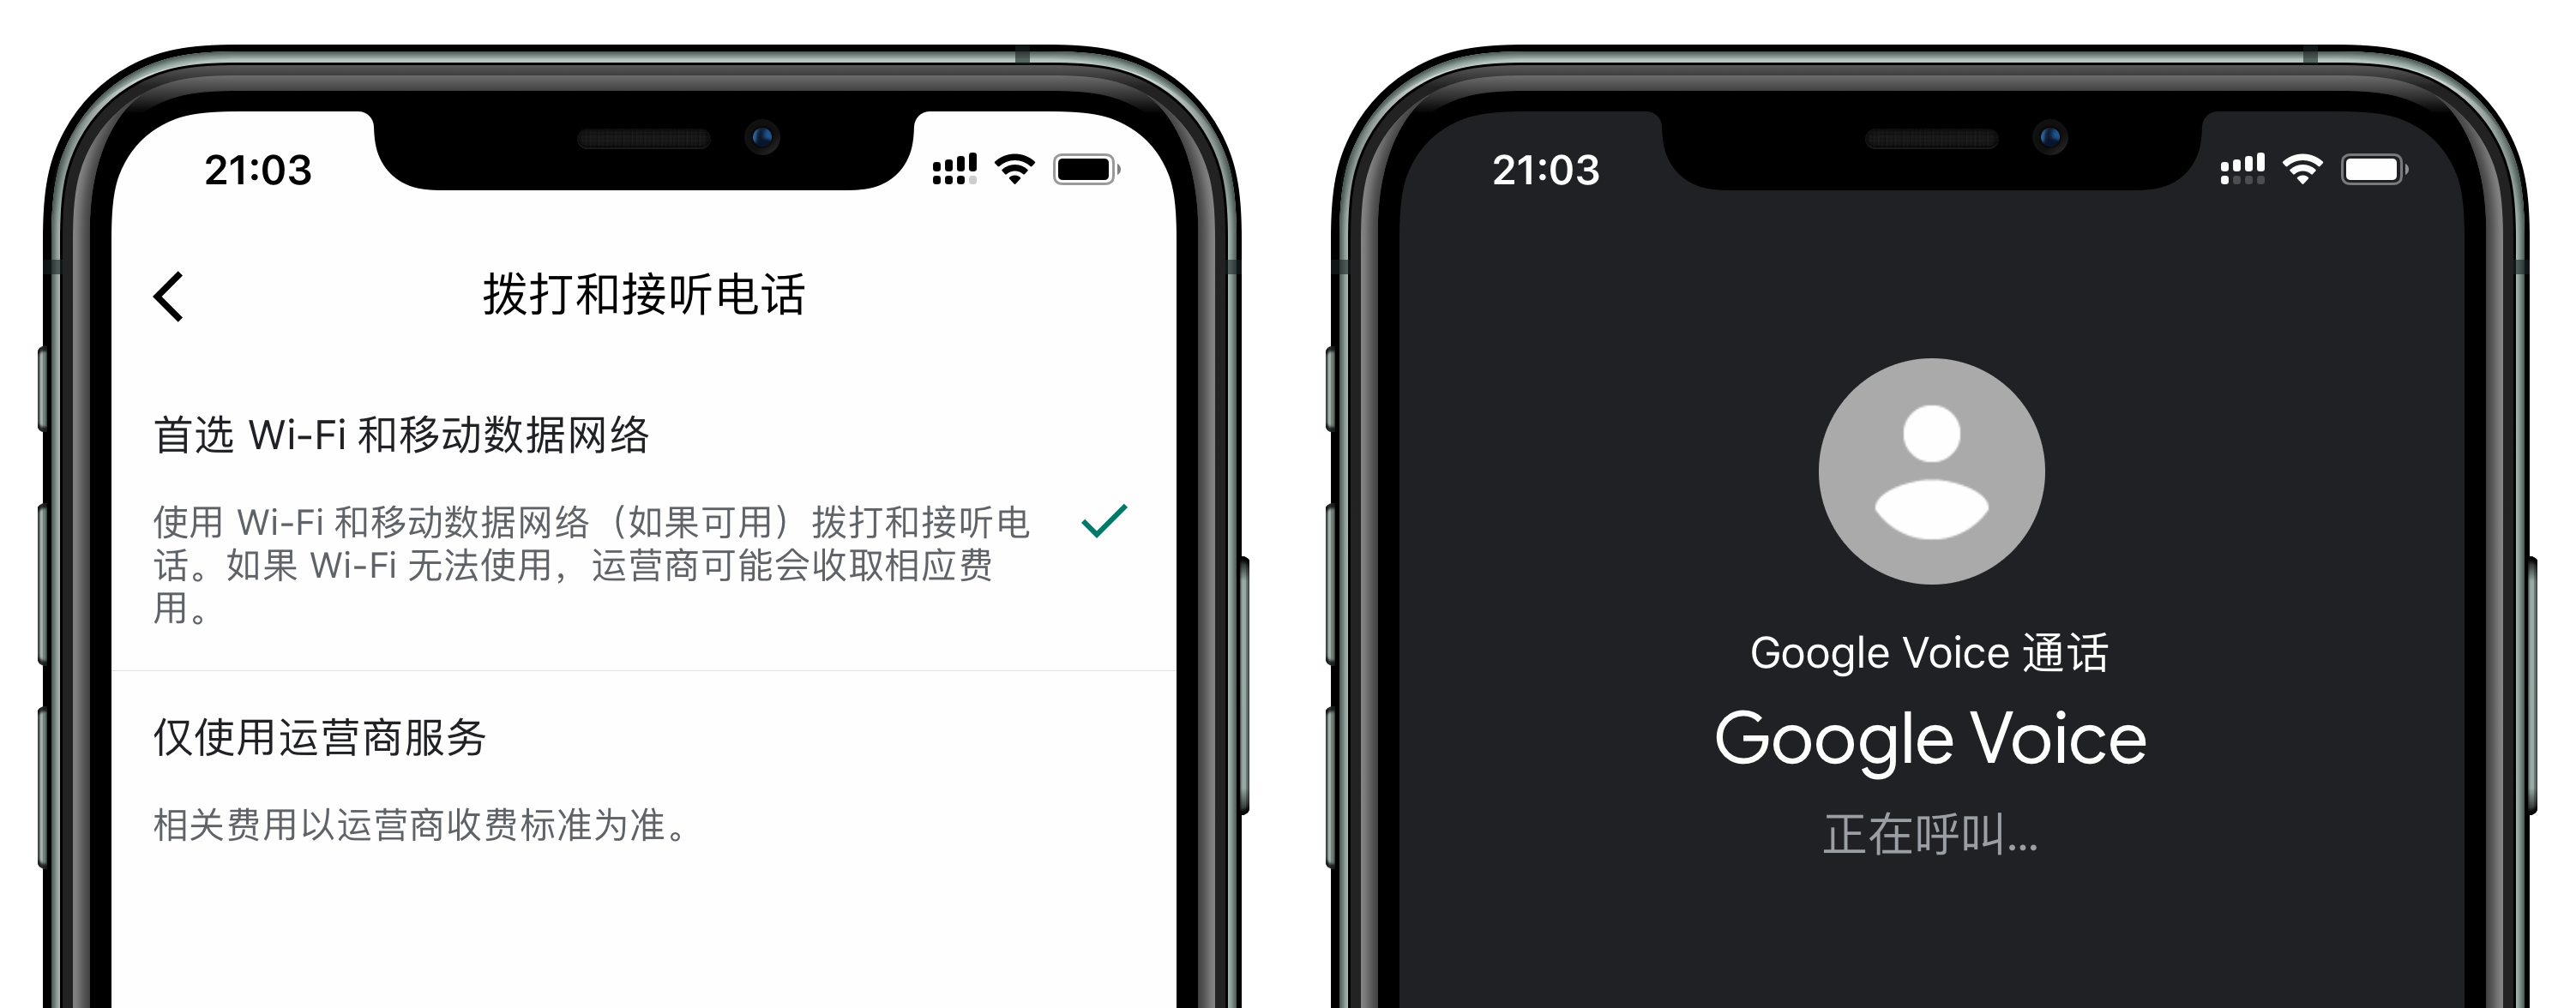 21:03
拨打和接听电话
首选 Wi-Fi 和移动数据网络
使用 Wi-Fi 和移动数据网络（如果可用）拨打和接听电
话。如果 Wi-Fi 无法使用，运营商可能会收取相应费
用。
仅使用运营商服务
相关费用以运营商收费标准为准。
21:03
Google Voice 通话
Google Voice
正在呼叫...